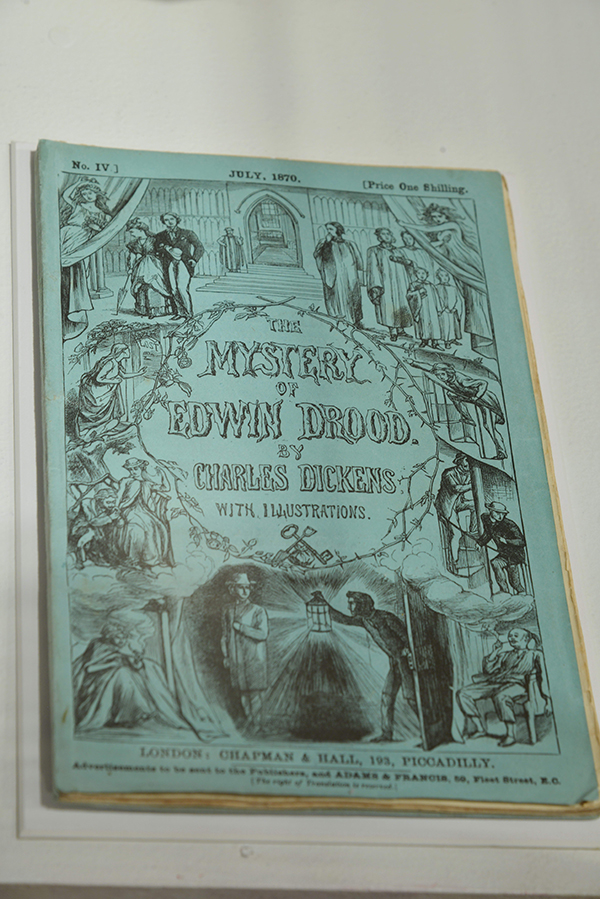 No. IV.]
JULY, 1870.
[Price One Shilling.
THE
MYSTERY
OF
EDWIN DROOD.
BY
CHARLES DICKENS
WITH ILLUSTRATIONS.
LONDON: CHAPMAN & HALL, 193, PICCADILLY.
Advertisements to be sent to the Publishers, and ADAMS & FRANCIS, 59, Fleet Street, E.C.
[The right of Translation is reserved.]